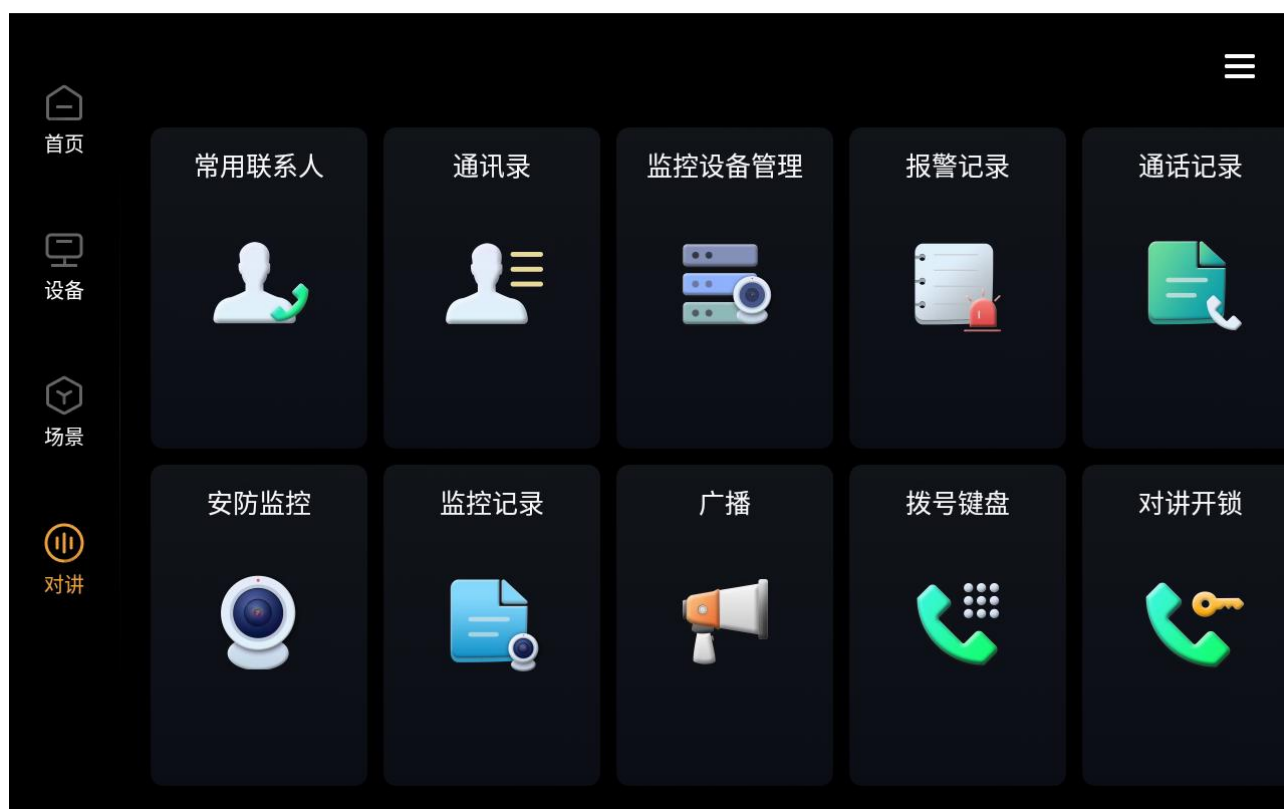 首页
设备
场景
对讲
常用联系人
通讯录
监控设备管理
报警记录
通话记录
安防监控
监控记录
广播
拨号键盘
对讲开锁